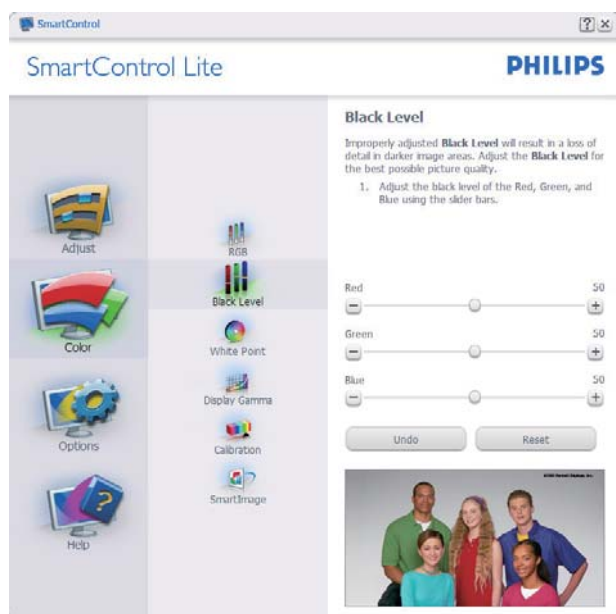 SmartControl
SmartControl Lite
PHILIPS
Adjust
Color
Options
Help
RGB
Black Level
White Point
Display Gamma
Calibration
SmartImage
Black Level
Improperly adjusted Black Level will result in a loss of
detail in darker image areas. Adjust the Black Level for
the best possible picture quality.
1. Adjust the black level of the Red, Green, and
Blue using the slider bars.
Red 50
Green 50
Blue 50
Undo Reset